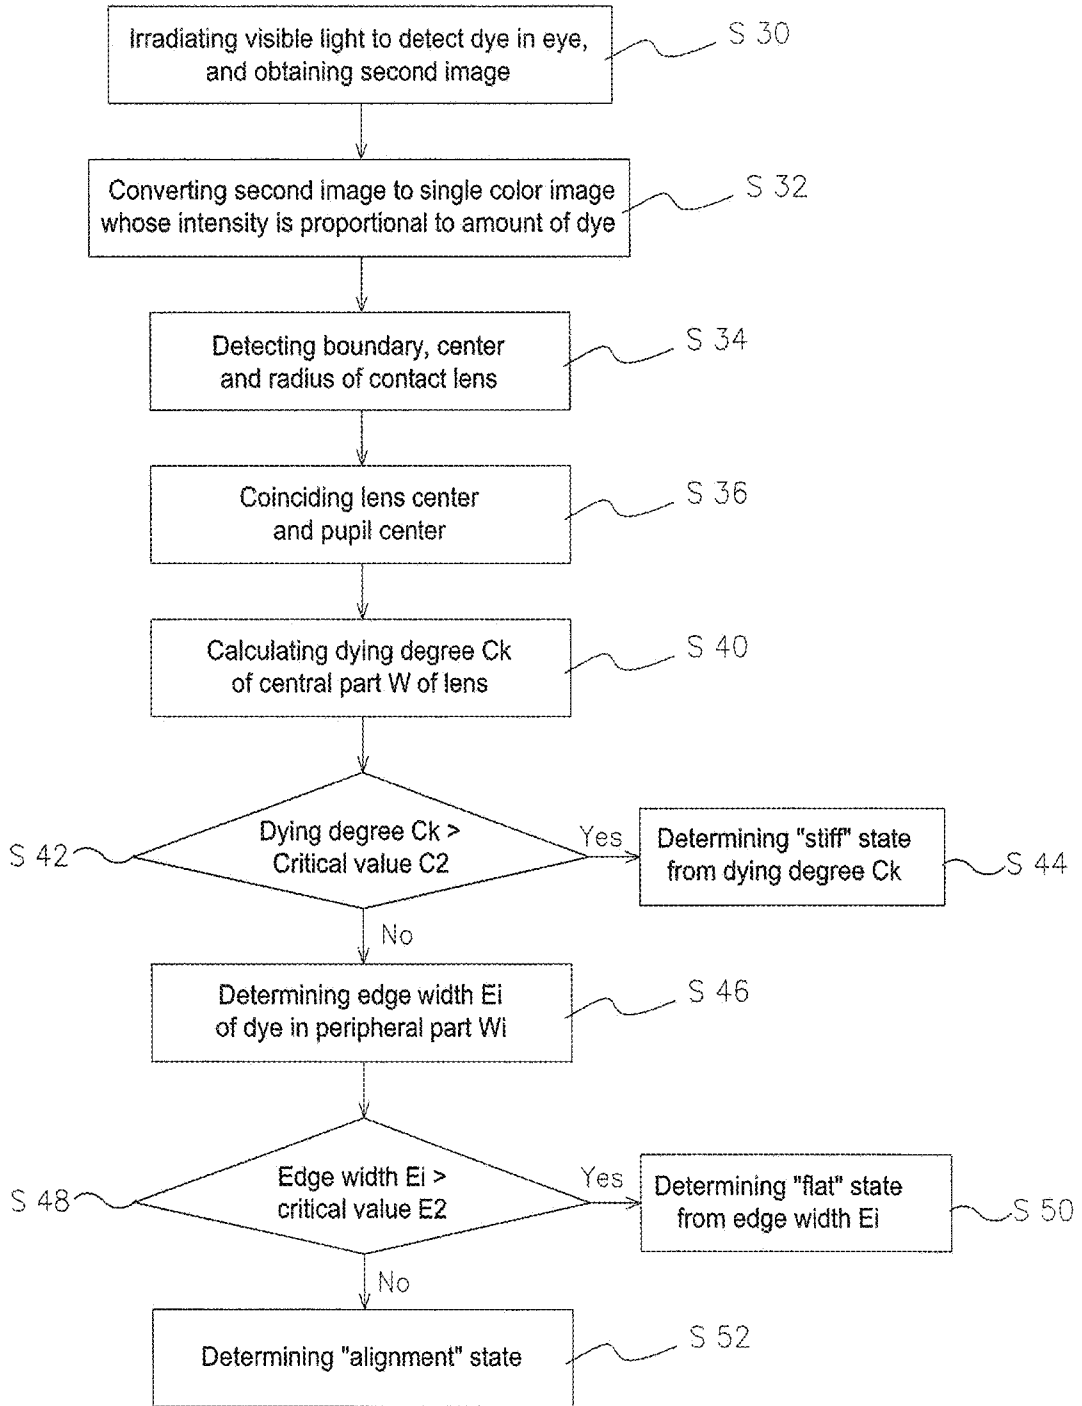 Irradiating visible light to detect dye in eye,
and obtaining second image
S 30
Converting second image to single color image
whose intensity is proportional to amount of dye
S 32
Detecting boundary, center
and radius of contact lens
S 34
Coinciding lens center
and pupil center
S 36
Calculating dying degree Ck
of central part W of lens
S 40
Dying degree Ck >
Critical value C2
S 42
Yes
Determining "stiff" state
from dying degree Ck
S 44
No
Determining edge width Ei
of dye in peripheral part Wi
S 46
Edge width Ei >
critical value E2
S 48
Yes
Determining "flat" state
from edge width Ei
S 50
No
Determining "alignment" state
S 52